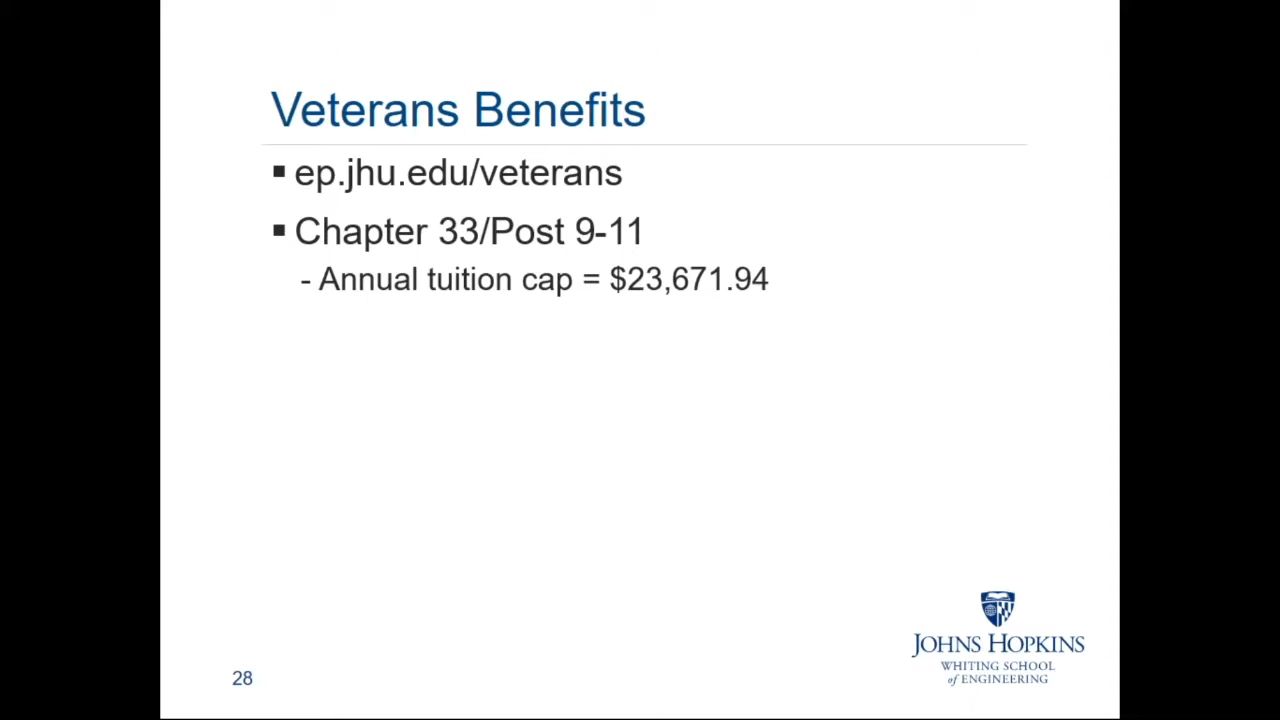 Veterans Benefits
▪ ep.jhu.edu/veterans
▪ Chapter 33/Post 9-11
- Annual tuition cap = $23,671.94
JOHNS HOPKINS
WHITING SCHOOL
of ENGINEERING
28